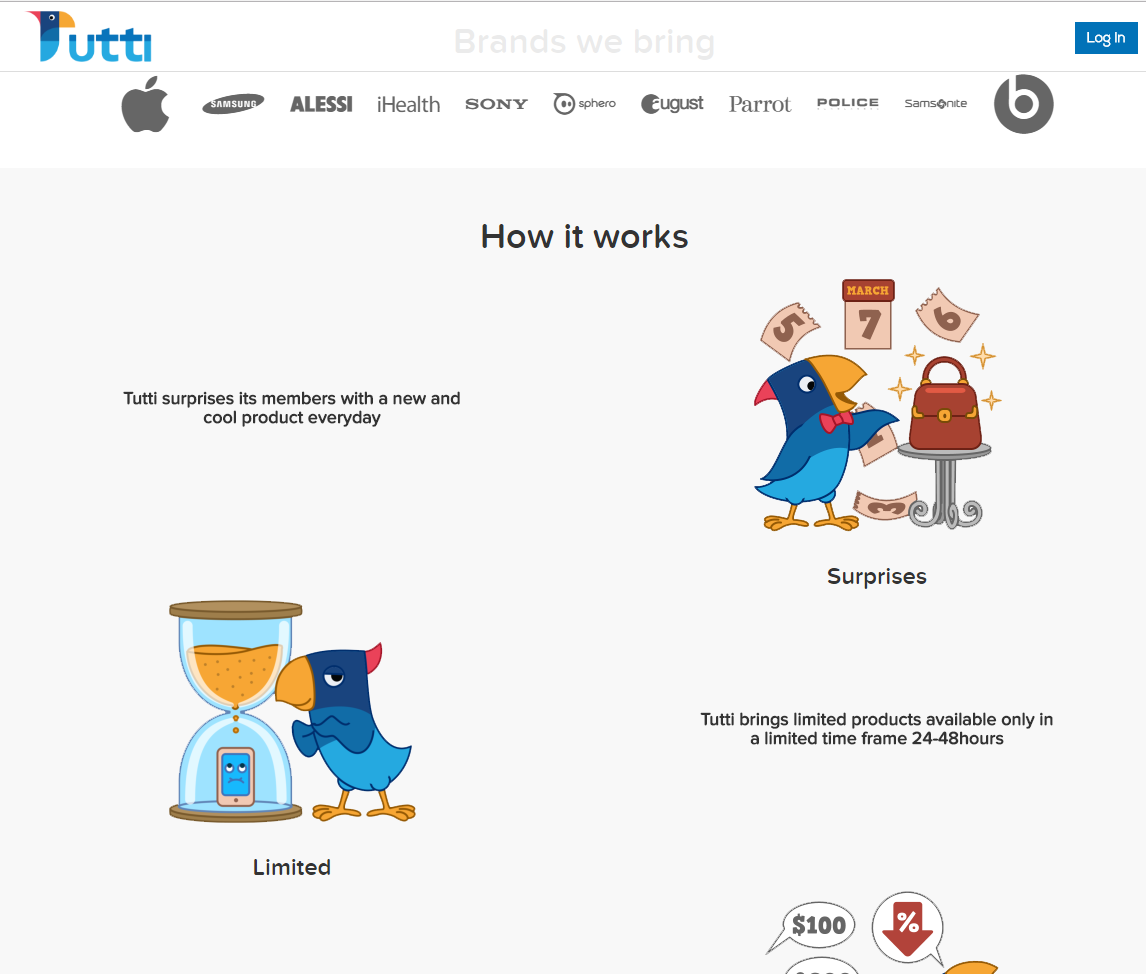 Tutti
Brands we bring
Log In
SAMSUNG
ALESSI
iHealth
SONY
sphero
august
Parrot
POLICE
Samsonite
b
How it works
MARCH
5
7
6
Tutti surprises its members with a new and
cool product everyday
1
3
Surprises
Tutti brings limited products available only in
a limited time frame 24-48hours
Limited
$100
%